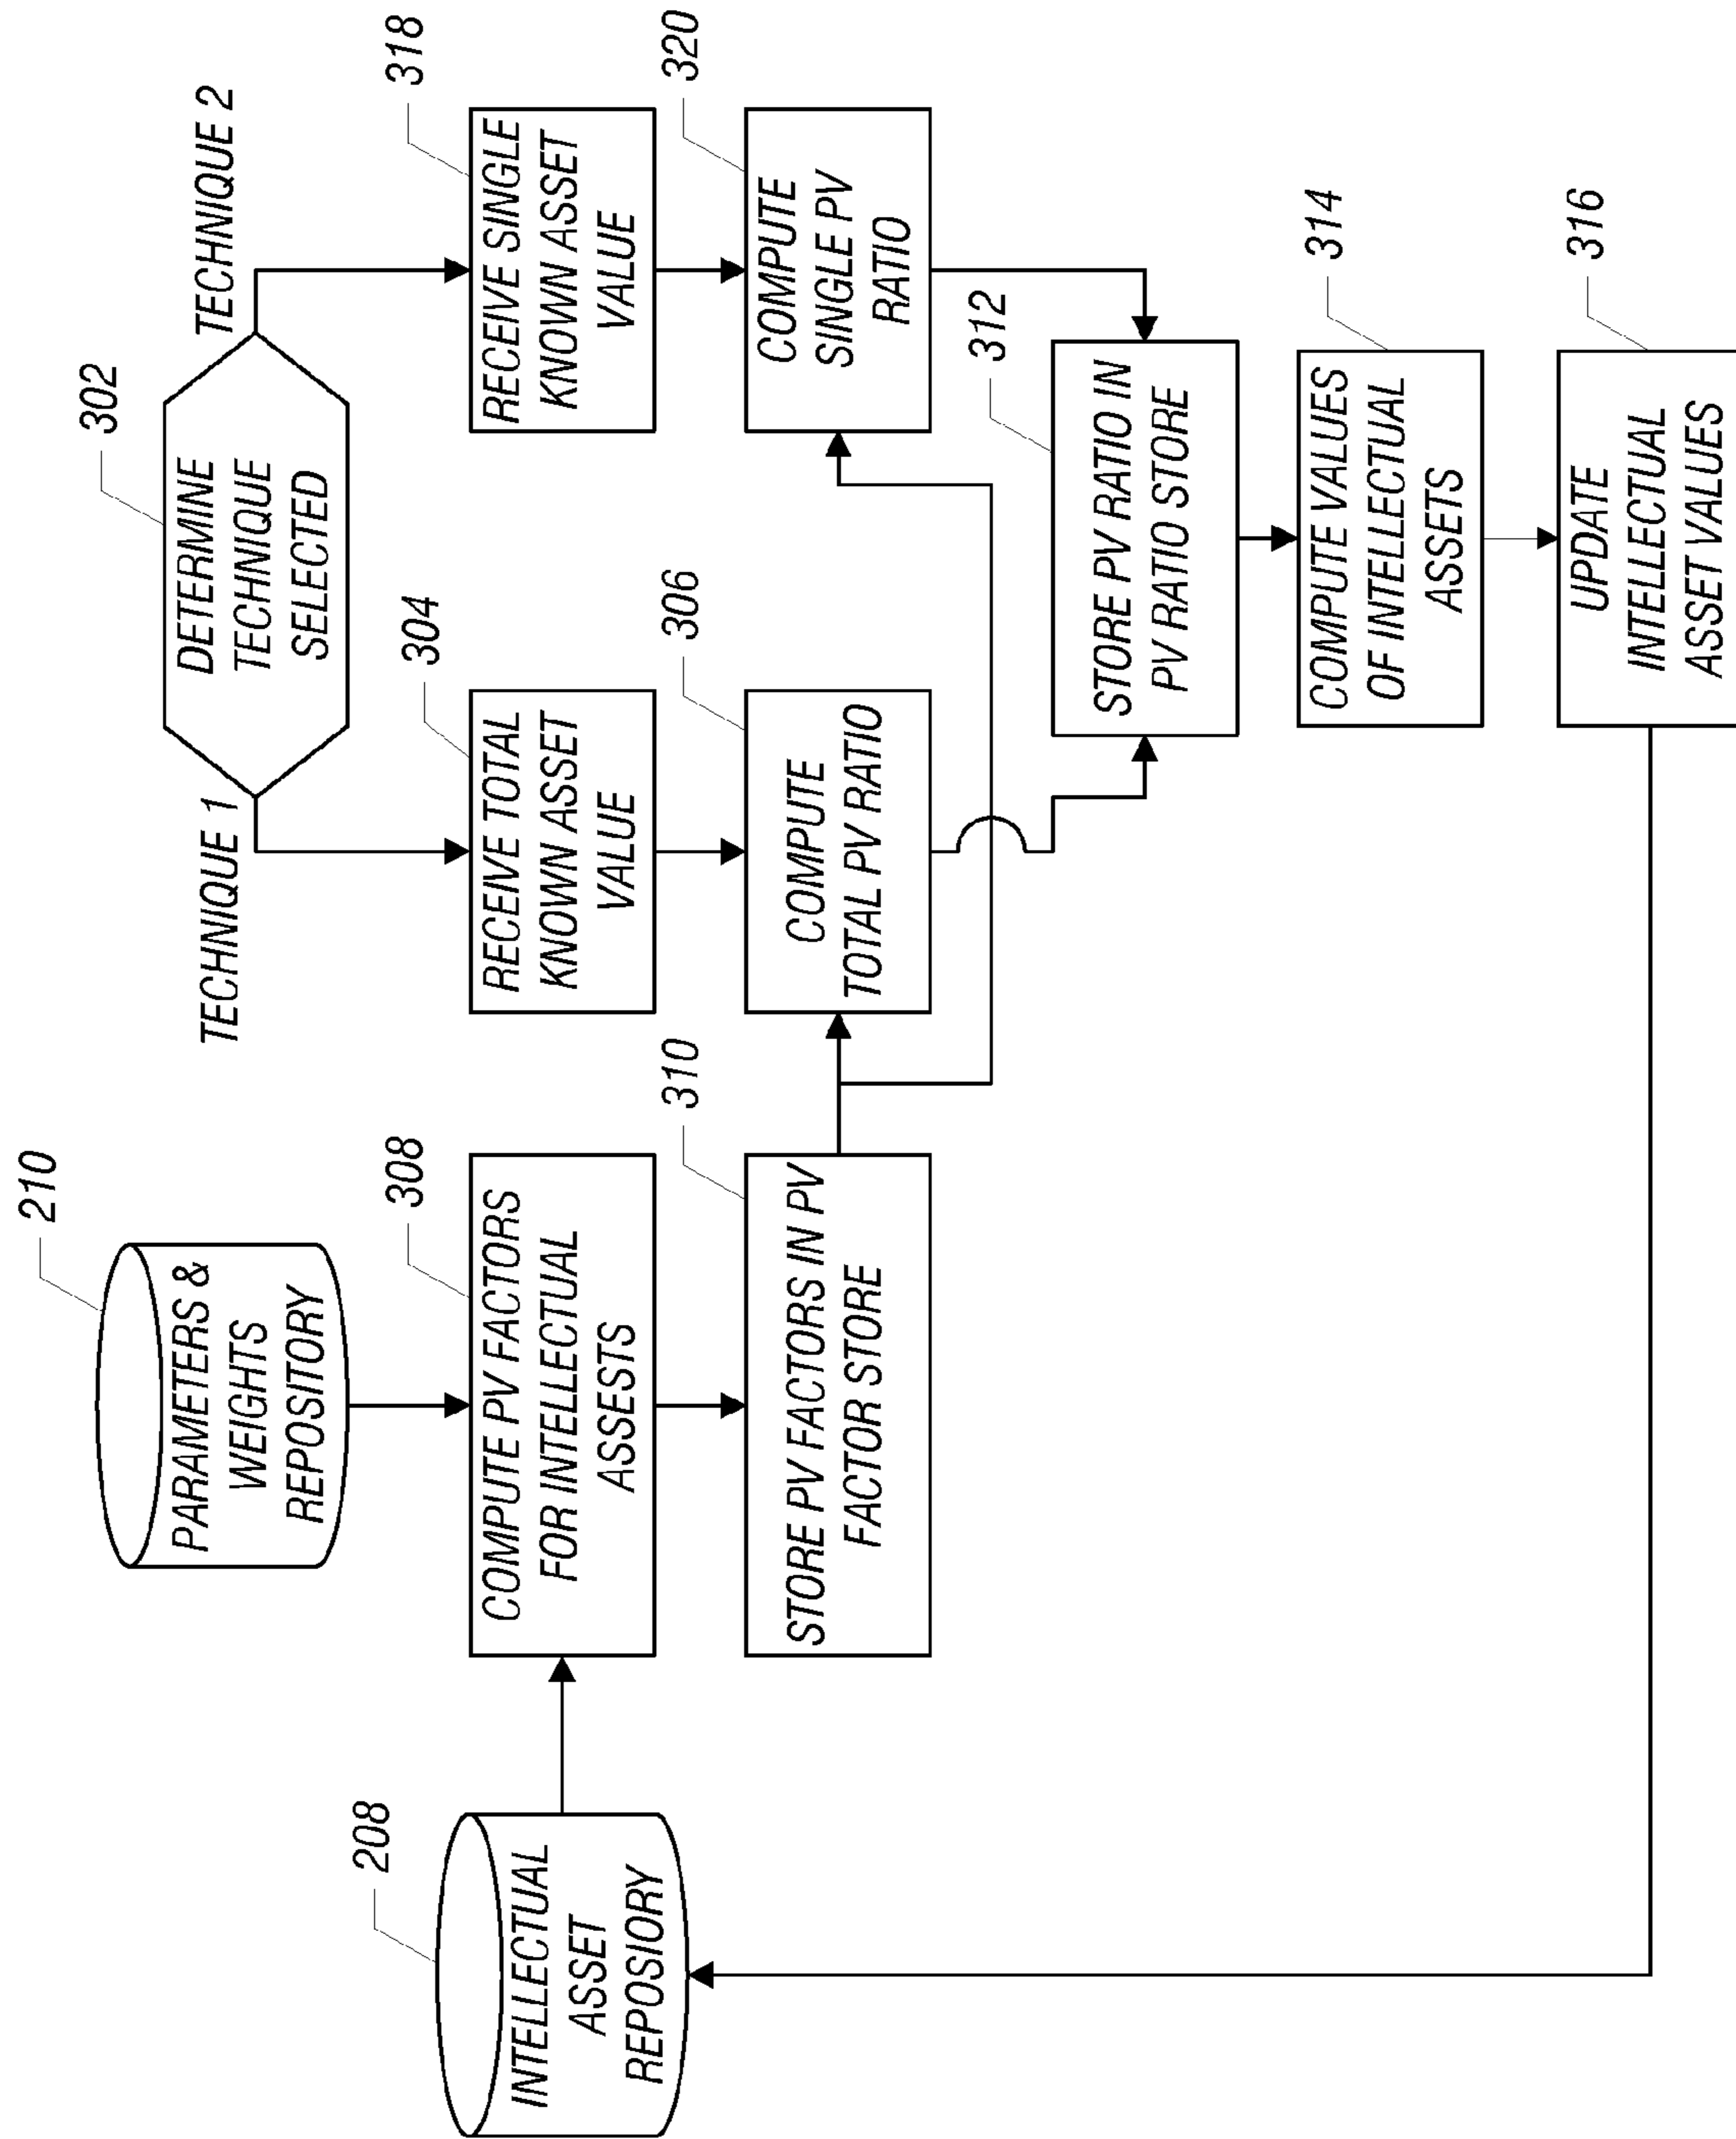 210
PARAMETERS &
WEIGHTS
REPOSITORY
302
DETERMINE
TECHNIQUE
SELECTED
TECHNIQUE 1
TECHNIQUE 2
208
INTELLECTUAL
ASSET
REPOSIORY
308
COMPUTE PV FACTORS
FOR INTELLECTUAL
ASSESTS
304
RECEIVE TOTAL
KNOWN ASSET
VALUE
318
RECEIVE SINGLE
KNOWN ASSET
VALUE
310
STORE PV FACTORS IN PV
FACTOR STORE
306
COMPUTE
TOTAL PV RATIO
320
COMPUTE
SINGLE PV
RATIO
312
STORE PV RATIO IN
PV RATIO STORE
314
COMPUTE VALUES
OF INTELLECTUAL
ASSETS
316
UPDATE
INTELLECTUAL
ASSET VALUES